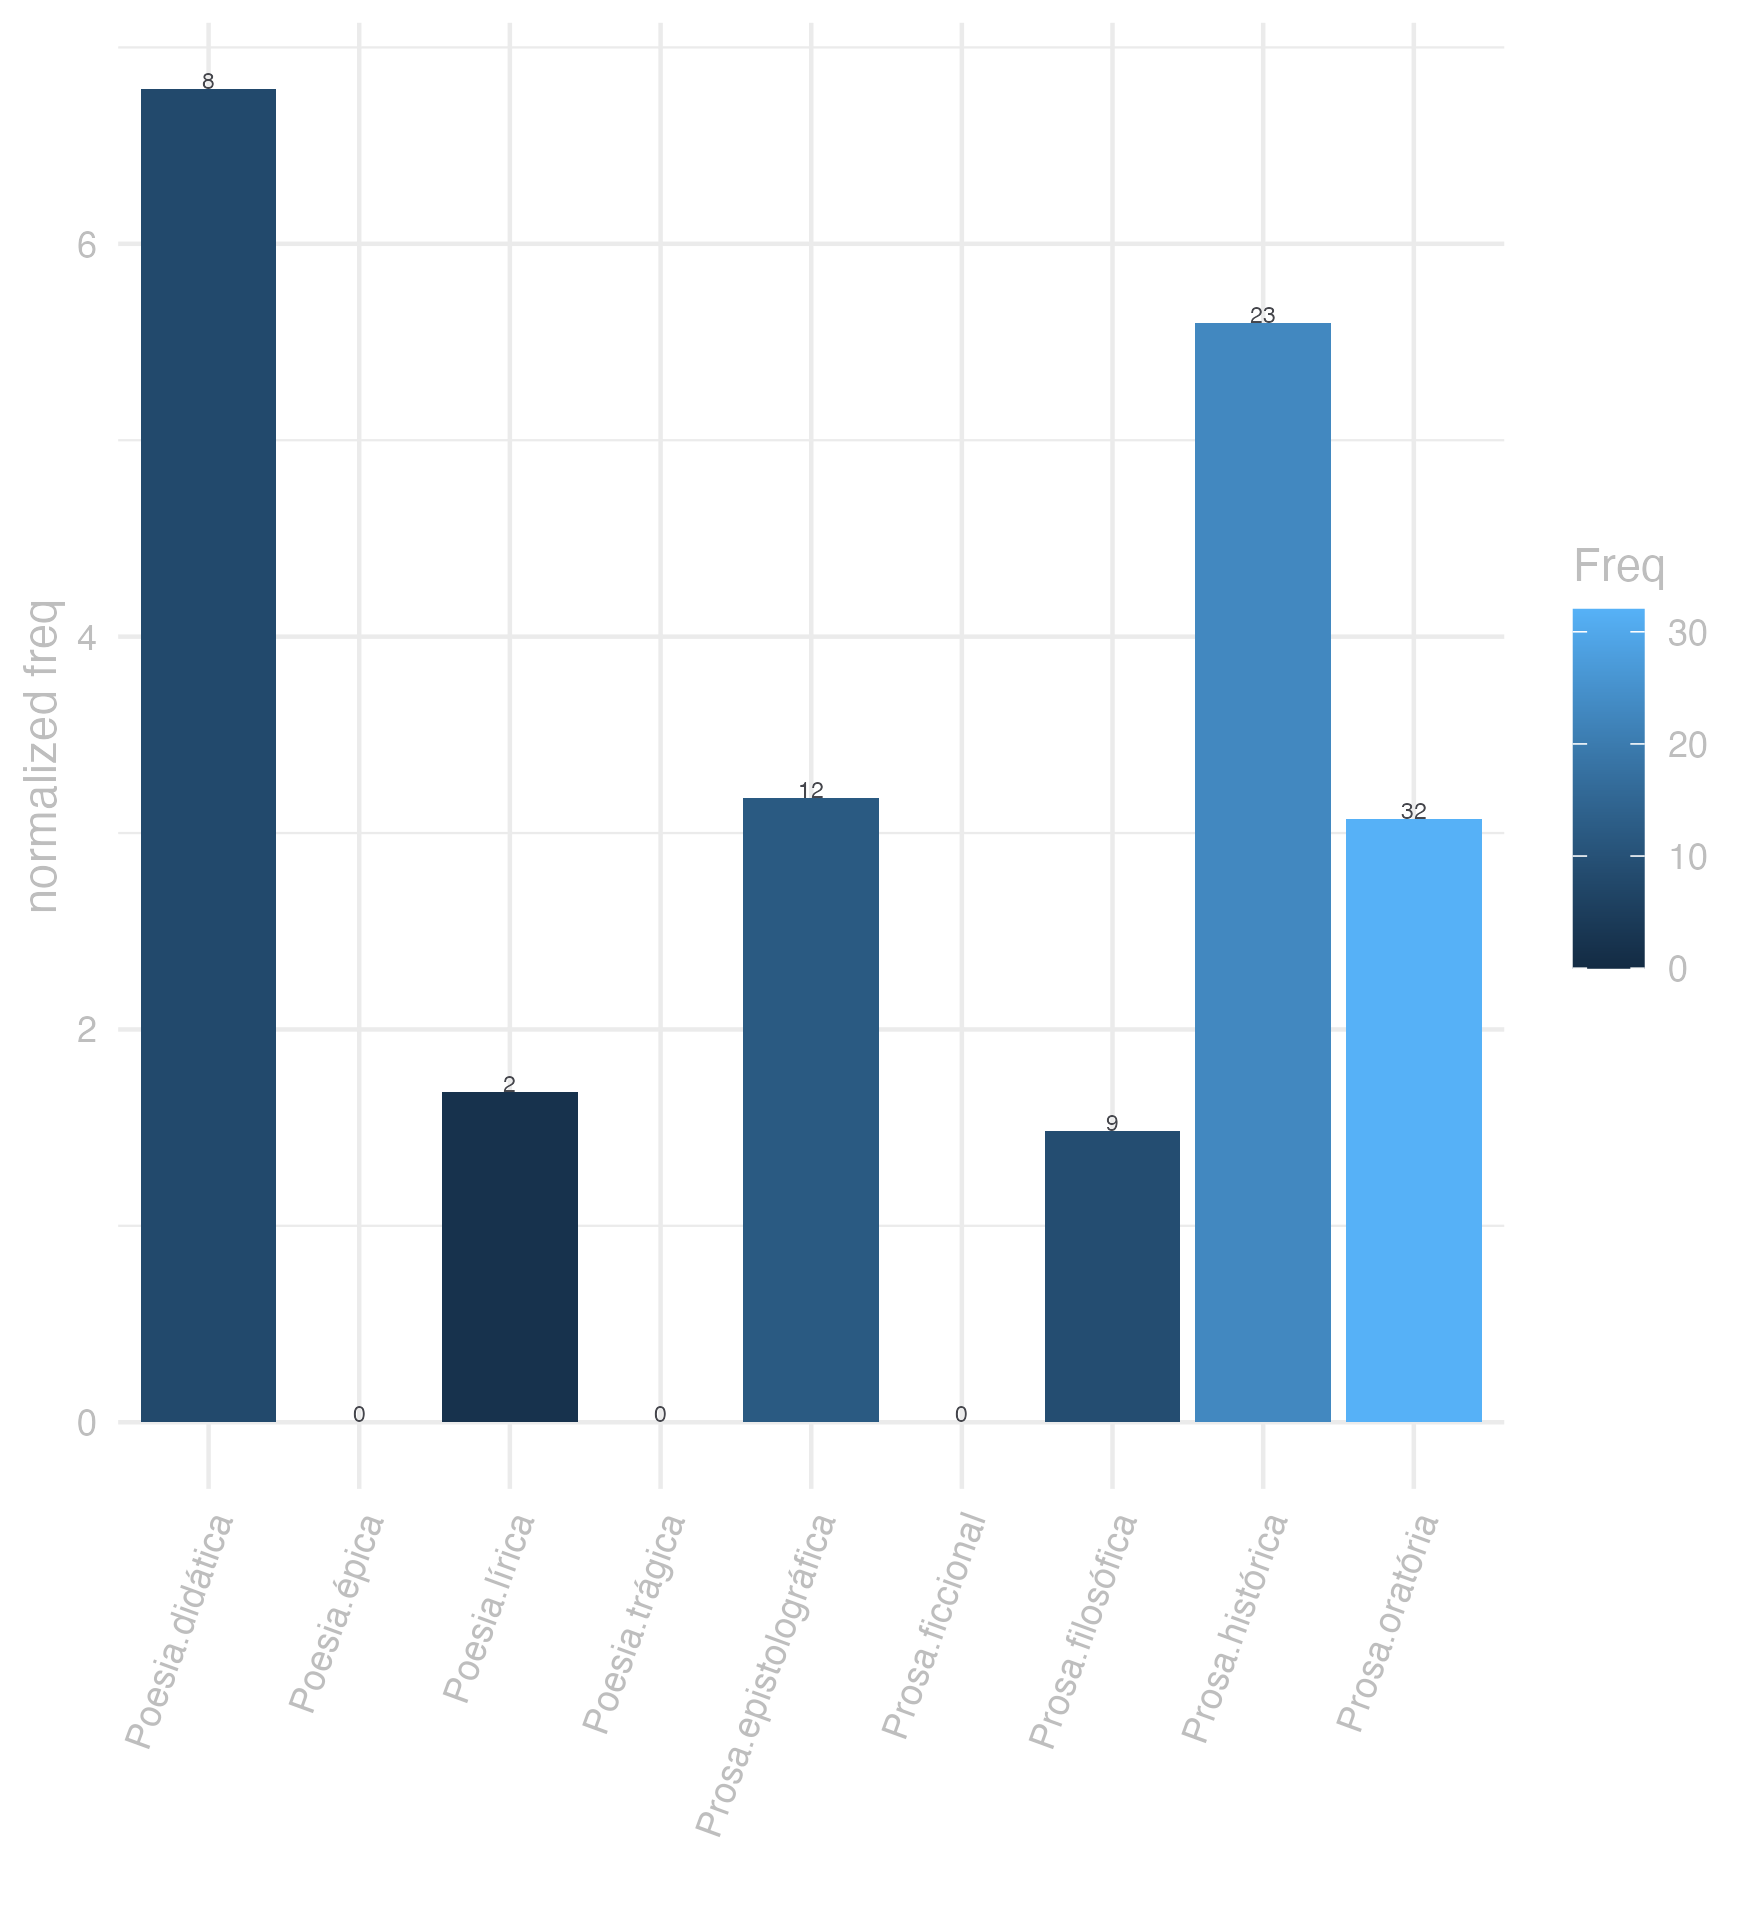 normalized freq
6
4
2
0
8
0
2
0
12
0
9
23
32
Poesia.didática
Poesia.épica
Poesia.lírica
Poesia.trágica
Prosa.epistolográfica
Prosa.ficcional
Prosa.filosófica
Prosa.histórica
Prosa.oratória
Freq
30
20
10
0